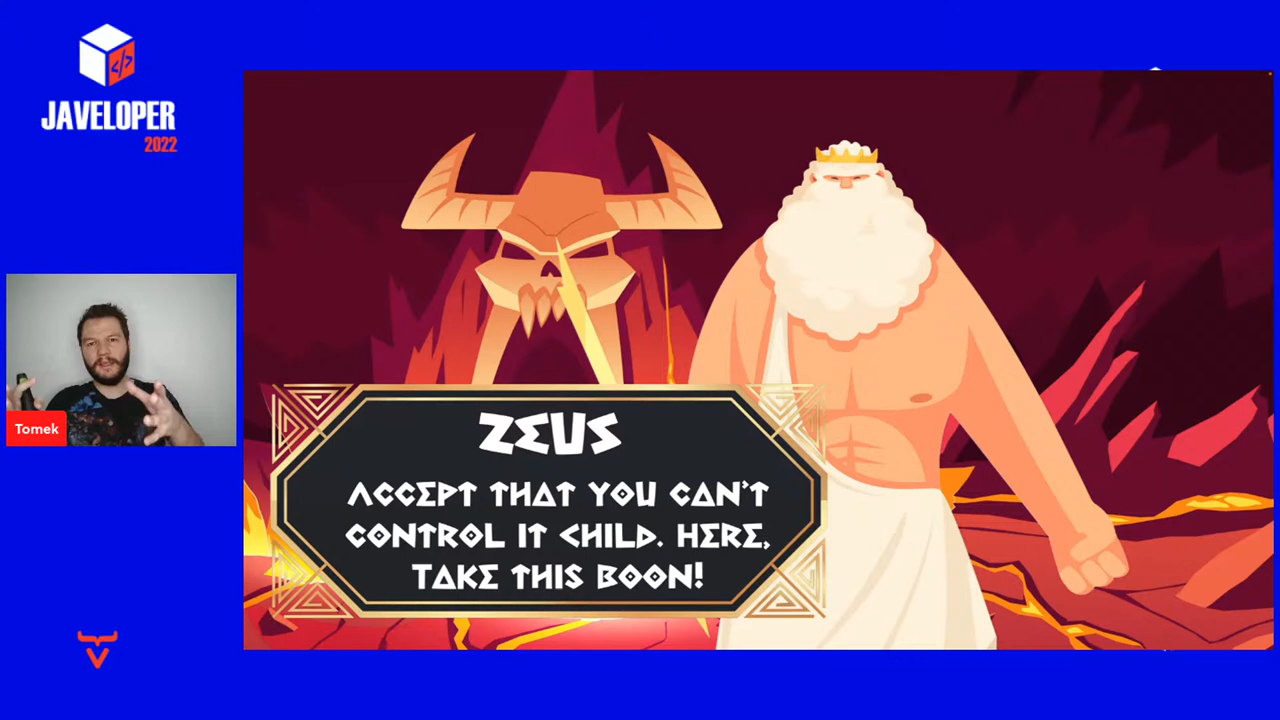 </>
JAVELOPER
2022
Tomek
ZEUS
ACCEPT THAT YOU CAN'T
CONTROL IT CHILD. HERE,
TAKE THIS BOON!